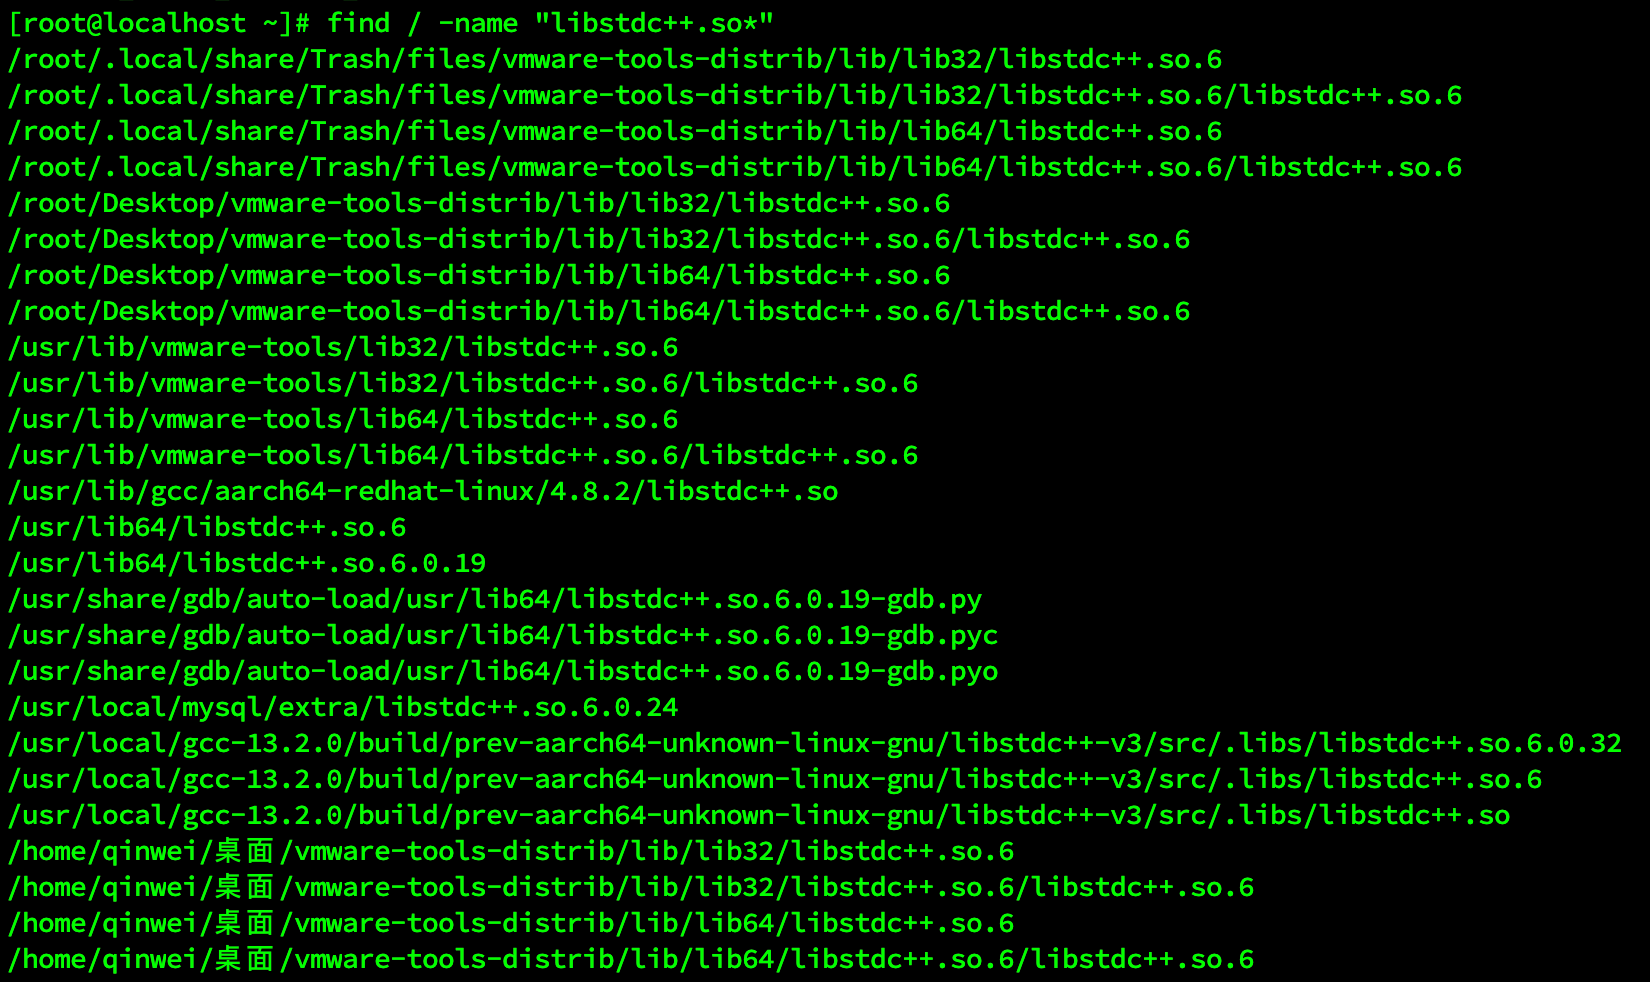 [root@localhost ~]# find / -name "libstdc++.so*"
/root/.local/share/Trash/files/vmware-tools-distrib/lib/lib32/libstdc++.so.6
/root/.local/share/Trash/files/vmware-tools-distrib/lib/lib32/libstdc++.so.6/libstdc++.so.6
/root/.local/share/Trash/files/vmware-tools-distrib/lib/lib64/libstdc++.so.6
/root/.local/share/Trash/files/vmware-tools-distrib/lib/lib64/libstdc++.so.6/libstdc++.so.6
/root/Desktop/vmware-tools-distrib/lib/lib32/libstdc++.so.6
/root/Desktop/vmware-tools-distrib/lib/lib32/libstdc++.so.6/libstdc++.so.6
/root/Desktop/vmware-tools-distrib/lib/lib64/libstdc++.so.6
/root/Desktop/vmware-tools-distrib/lib/lib64/libstdc++.so.6/libstdc++.so.6
/usr/lib/vmware-tools/lib32/libstdc++.so.6
/usr/lib/vmware-tools/lib32/libstdc++.so.6/libstdc++.so.6
/usr/lib/vmware-tools/lib64/libstdc++.so.6
/usr/lib/vmware-tools/lib64/libstdc++.so.6/libstdc++.so.6
/usr/lib/gcc/aarch64-redhat-linux/4.8.2/libstdc++.so
/usr/lib64/libstdc++.so.6
/usr/lib64/libstdc++.so.6.0.19
/usr/share/gdb/auto-load/usr/lib64/libstdc++.so.6.0.19-gdb.py
/usr/share/gdb/auto-load/usr/lib64/libstdc++.so.6.0.19-gdb.pyc
/usr/share/gdb/auto-load/usr/lib64/libstdc++.so.6.0.19-gdb.pyo
/usr/local/mysql/extra/libstdc++.so.6.0.24
/usr/local/gcc-13.2.0/build/prev-aarch64-unknown-linux-gnu/libstdc++-v3/src/.libs/libstdc++.so.6.0.32
/usr/local/gcc-13.2.0/build/prev-aarch64-unknown-linux-gnu/libstdc++-v3/src/.libs/libstdc++.so.6
/usr/local/gcc-13.2.0/build/prev-aarch64-unknown-linux-gnu/libstdc++-v3/src/.libs/libstdc++.so
/home/qinwei/桌面/vmware-tools-distrib/lib/lib32/libstdc++.so.6
/home/qinwei/桌面/vmware-tools-distrib/lib/lib32/libstdc++.so.6/libstdc++.so.6
/home/qinwei/桌面/vmware-tools-distrib/lib/lib64/libstdc++.so.6
/home/qinwei/桌面/vmware-tools-distrib/lib/lib64/libstdc++.so.6/libstdc++.so.6